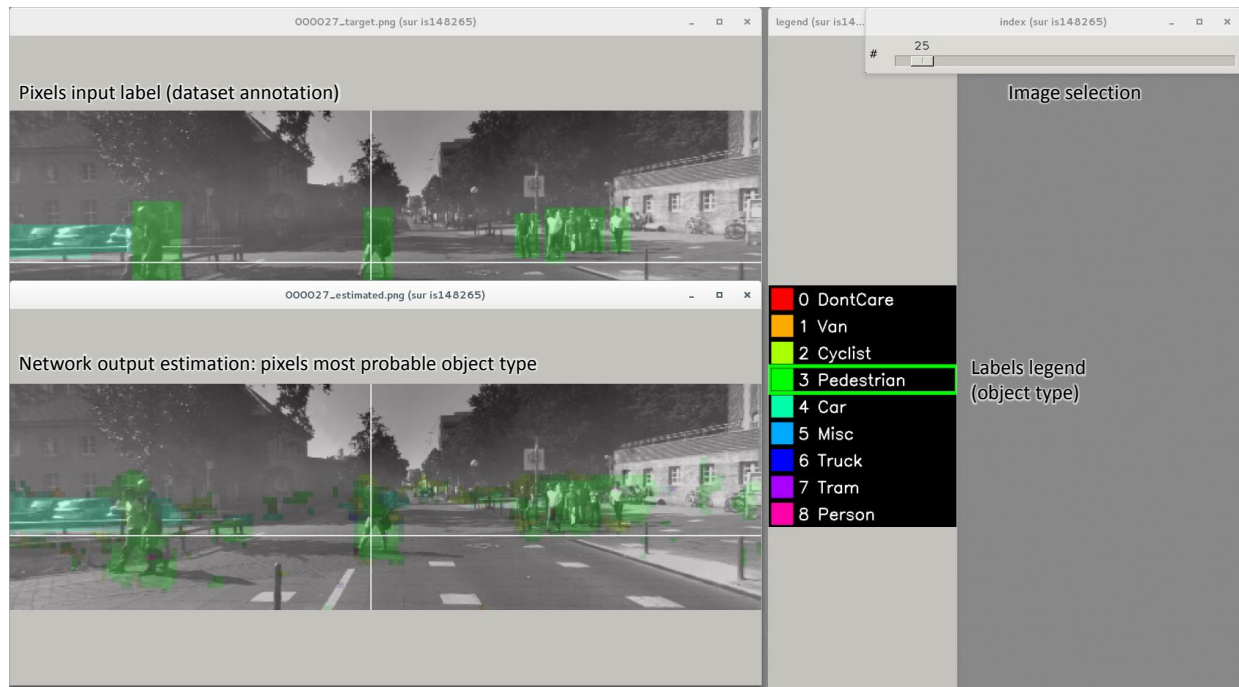 000027_target.png (sur is148265)
legend (sur is14...
index (sur is148265)
# 25
Pixels input label (dataset annotation)
Image selection
000027_estimated.png (sur is148265)
Network output estimation: pixels most probable object type
0 DontCare
1 Van
2 Cyclist
3 Pedestrian
4 Car
5 Misc
6 Truck
7 Tram
8 Person
Labels legend
(object type)